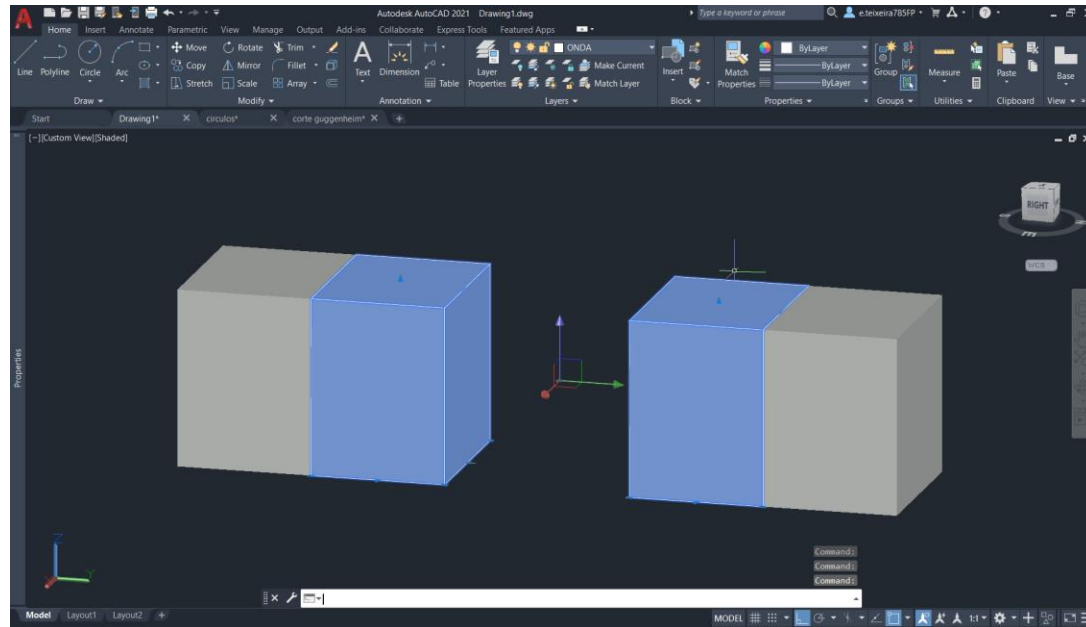 Autodesk AutoCAD 2021 Drawing1.dwg
Type a keyword or phrase
e.teixeira785FP
Home Insert Annotate Parametric View Manage Output Add-ins Collaborate Express Tools Featured Apps
Move Rotate Trim
ONDA
ByLayer
Copy Mirror Fillet
Make Current
ByLayer
Line Polyline Circle Arc
Text Dimension
Layer Properties
Insert
Match Properties
Group
Measure
Paste
Base
Stretch Scale Array
Table
Match Layer
ByLayer
Draw Modify Annotation Layers Block Properties Groups Utilities Clipboard View
Start Drawing1* circulos* corte guggenheim*
[−][Custom View][Shaded]
RIGHT
E
WCS
Properties
Z
Y
Command:
Command:
Command:
Model Layout1 Layout2
MODEL
1:1